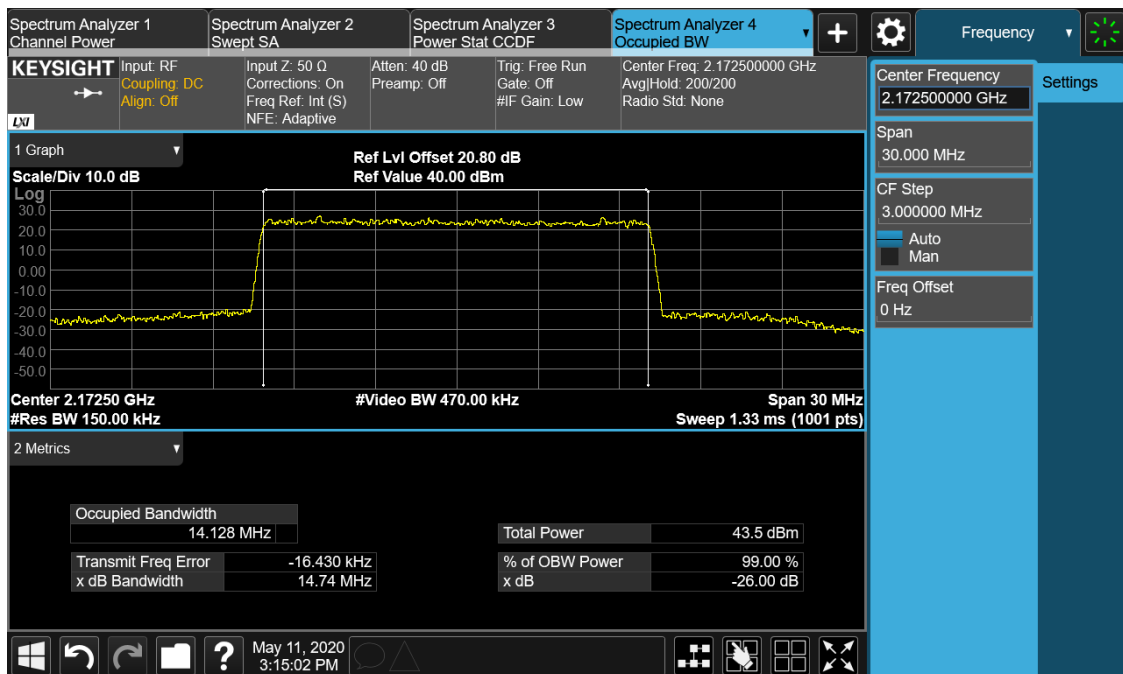 Spectrum Analyzer 1
Channel Power
Spectrum Analyzer 2
Swept SA
Spectrum Analyzer 3
Power Stat CCDF
Spectrum Analyzer 4
Occupied BW
Frequency
KEYSIGHT
LXI
Input: RF
Coupling: DC
Align: Off
Input Z: 50 Ω
Corrections: On
Freq Ref: Int (S)
NFE: Adaptive
Atten: 40 dB
Preamp: Off
Trig: Free Run
Gate: Off
#IF Gain: Low
Center Freq: 2.172500000 GHz
Avg|Hold: 200/200
Radio Std: None
Center Frequency
2.172500000 GHz
Settings
Span
30.000 MHz
CF Step
3.000000 MHz
Auto
Man
Freq Offset
0 Hz
1 Graph
Scale/Div 10.0 dB
Ref Lvl Offset 20.80 dB
Ref Value 40.00 dBm
Log
30.0
20.0
10.0
0.00
-10.0
-20.0
-30.0
-40.0
-50.0
Center 2.17250 GHz
#Video BW 470.00 kHz
Span 30 MHz
#Res BW 150.00 kHz
Sweep 1.33 ms (1001 pts)
2 Metrics
Occupied Bandwidth
14.128 MHz
Total Power 43.5 dBm
Transmit Freq Error -16.430 kHz
% of OBW Power 99.00 %
x dB Bandwidth 14.74 MHz
x dB -26.00 dB
?
May 11, 2020
3:15:02 PM